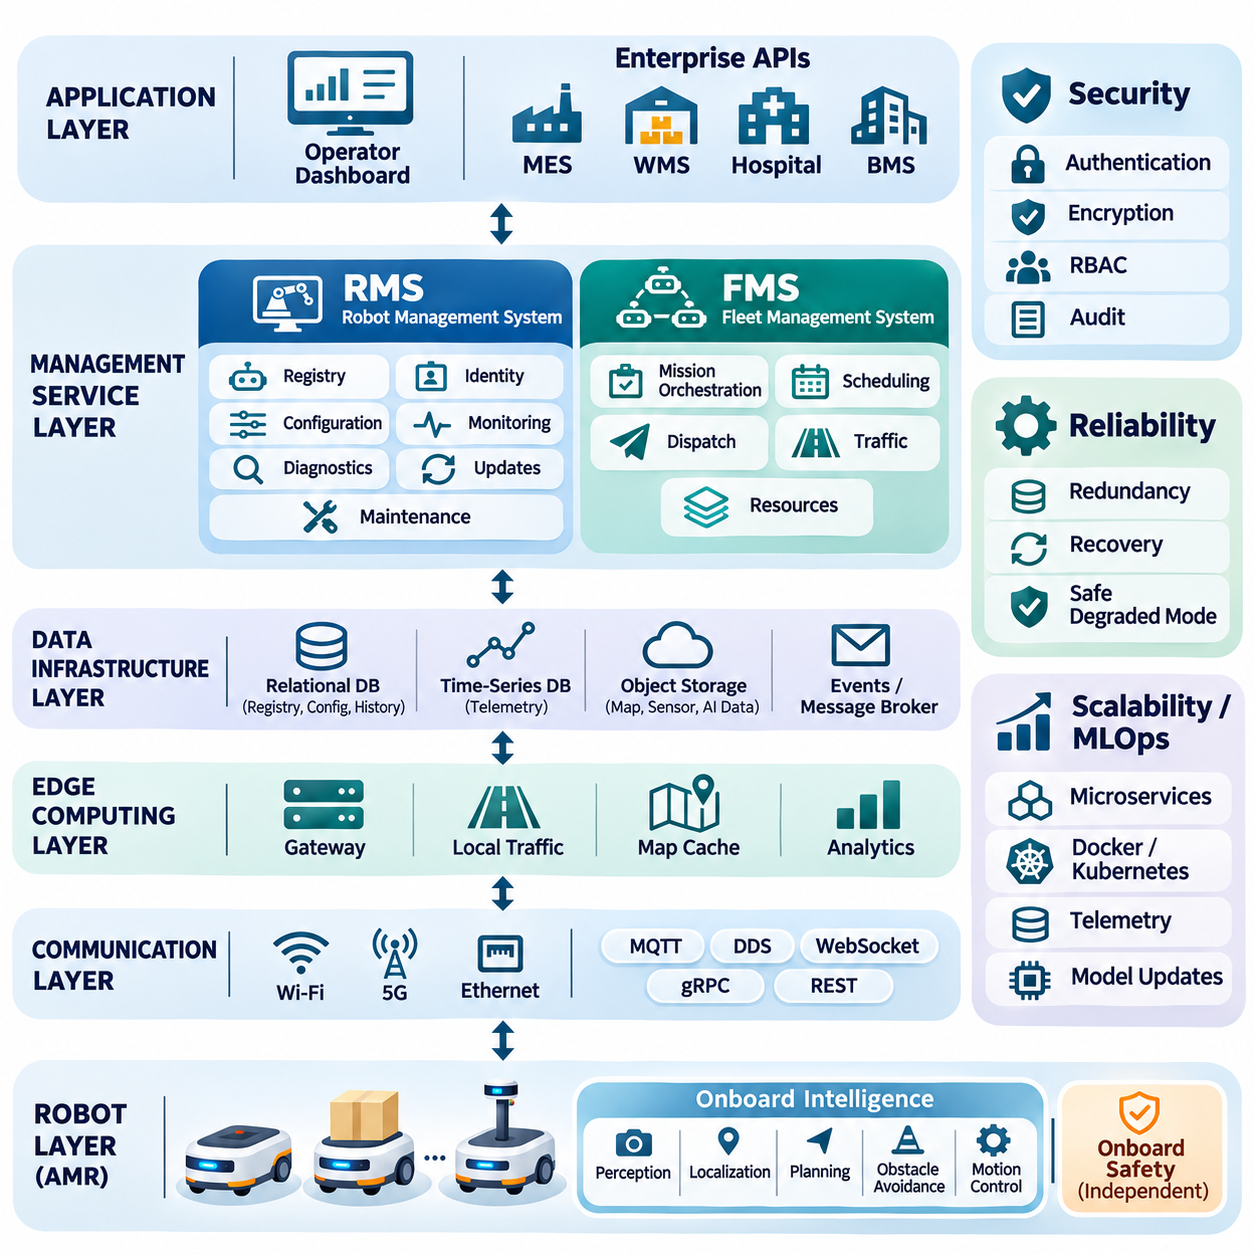 APPLICATION
LAYER
Operator
Dashboard
Enterprise APIs
MES
WMS
Hospital
BMS
MANAGEMENT
SERVICE
LAYER
RMS
Robot Management System
Registry
Identity
Configuration
Monitoring
Diagnostics
Updates
Maintenance
FMS
Fleet Management System
Mission
Orchestration
Scheduling
Dispatch
Traffic
Resources
DATA
INFRASTRUCTURE
LAYER
Relational DB
(Registry, Config, History)
Time-Series DB
(Telemetry)
Object Storage
(Map, Sensor, AI Data)
Events /
Message Broker
EDGE
COMPUTING
LAYER
Gateway
Local Traffic
Map Cache
Analytics
COMMUNICATION
LAYER
Wi-Fi
5G
Ethernet
MQTT
DDS
WebSocket
gRPC
REST
ROBOT
LAYER
(AMR)
Onboard Intelligence
Perception
Localization
Planning
Obstacle
Avoidance
Motion
Control
Onboard
Safety
(Independent)
Security
Authentication
Encryption
RBAC
Audit
Reliability
Redundancy
Recovery
Safe
Degraded Mode
Scalability /
MLOps
Microservices
Docker /
Kubernetes
Telemetry
Model Updates